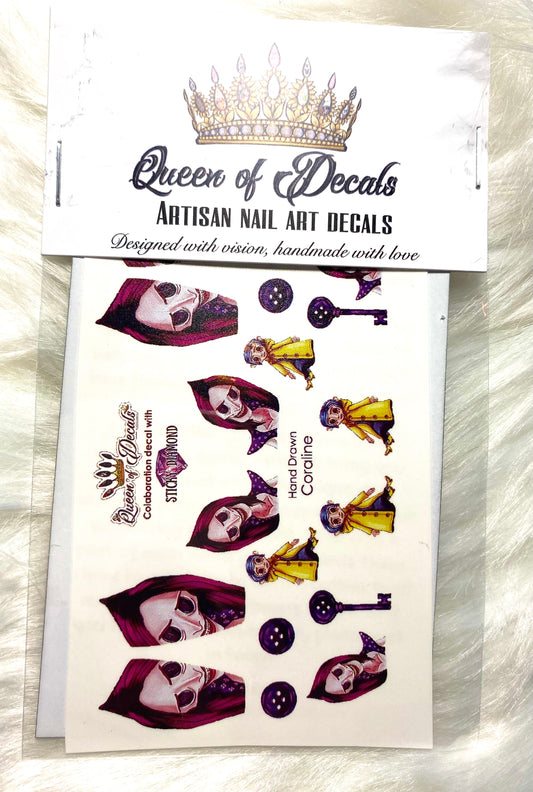 Queen of Decals
ARTISAN NAIL ART DECALS
Designed with vision, handmade with love
Queen of Decals
Colaboration decal with
STICKY DIAMOND
Hand Drawn
Coraline